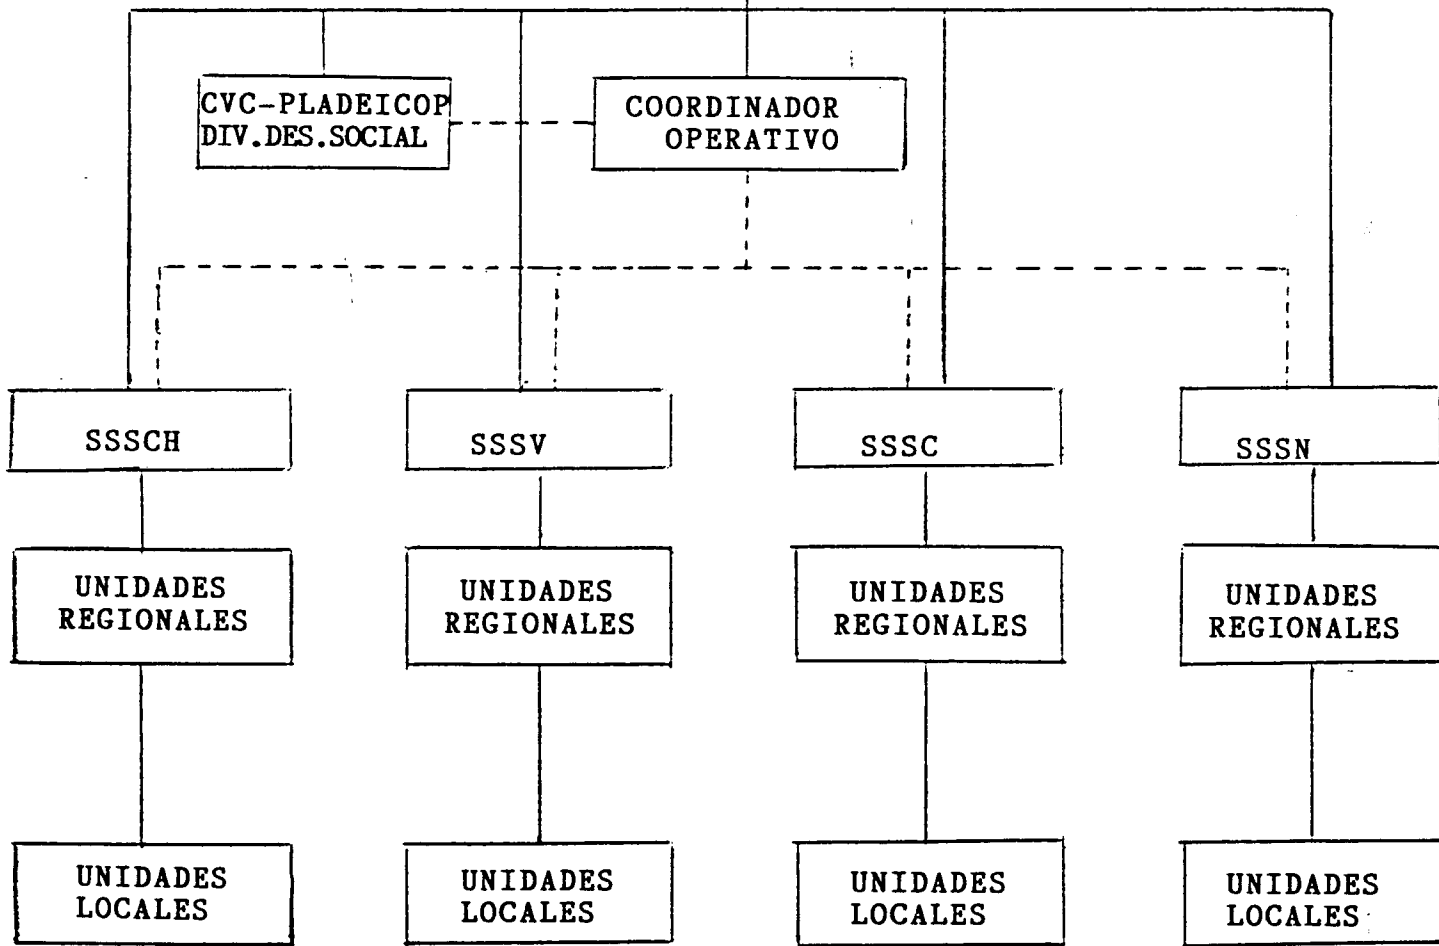 CVC-PLADEICOP
DIV.DES.SOCIAL
COORDINADOR
OPERATIVO
SSSCH
SSSV
SSSC
SSSN
UNIDADES
REGIONALES
UNIDADES
REGIONALES
UNIDADES
REGIONALES
UNIDADES
REGIONALES
UNIDADES
LOCALES
UNIDADES
LOCALES
UNIDADES
LOCALES
UNIDADES
LOCALES